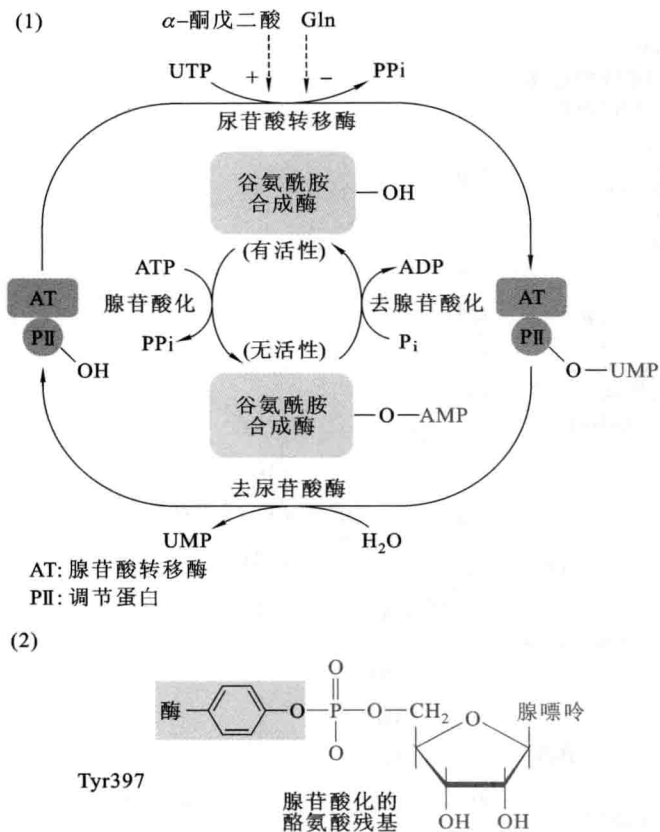 (1)
α-酮戊二酸 Gln
UTP + − PPi
尿苷酸转移酶
谷氨酰胺
合成酶 OH
(有活性)
ATP ADP
AT 腺苷酸化 去腺苷酸化 AT
PⅡ PPi Pi PⅡ
OH (无活性) O—UMP
谷氨酰胺
合成酶 O—AMP
去尿苷酸酶
UMP H₂O
AT: 腺苷酸转移酶
PⅡ: 调节蛋白
(2)
O
酶 O—P—O—CH₂ O 腺嘌呤
O
Tyr397
腺苷酸化的
酪氨酸残基 OH OH